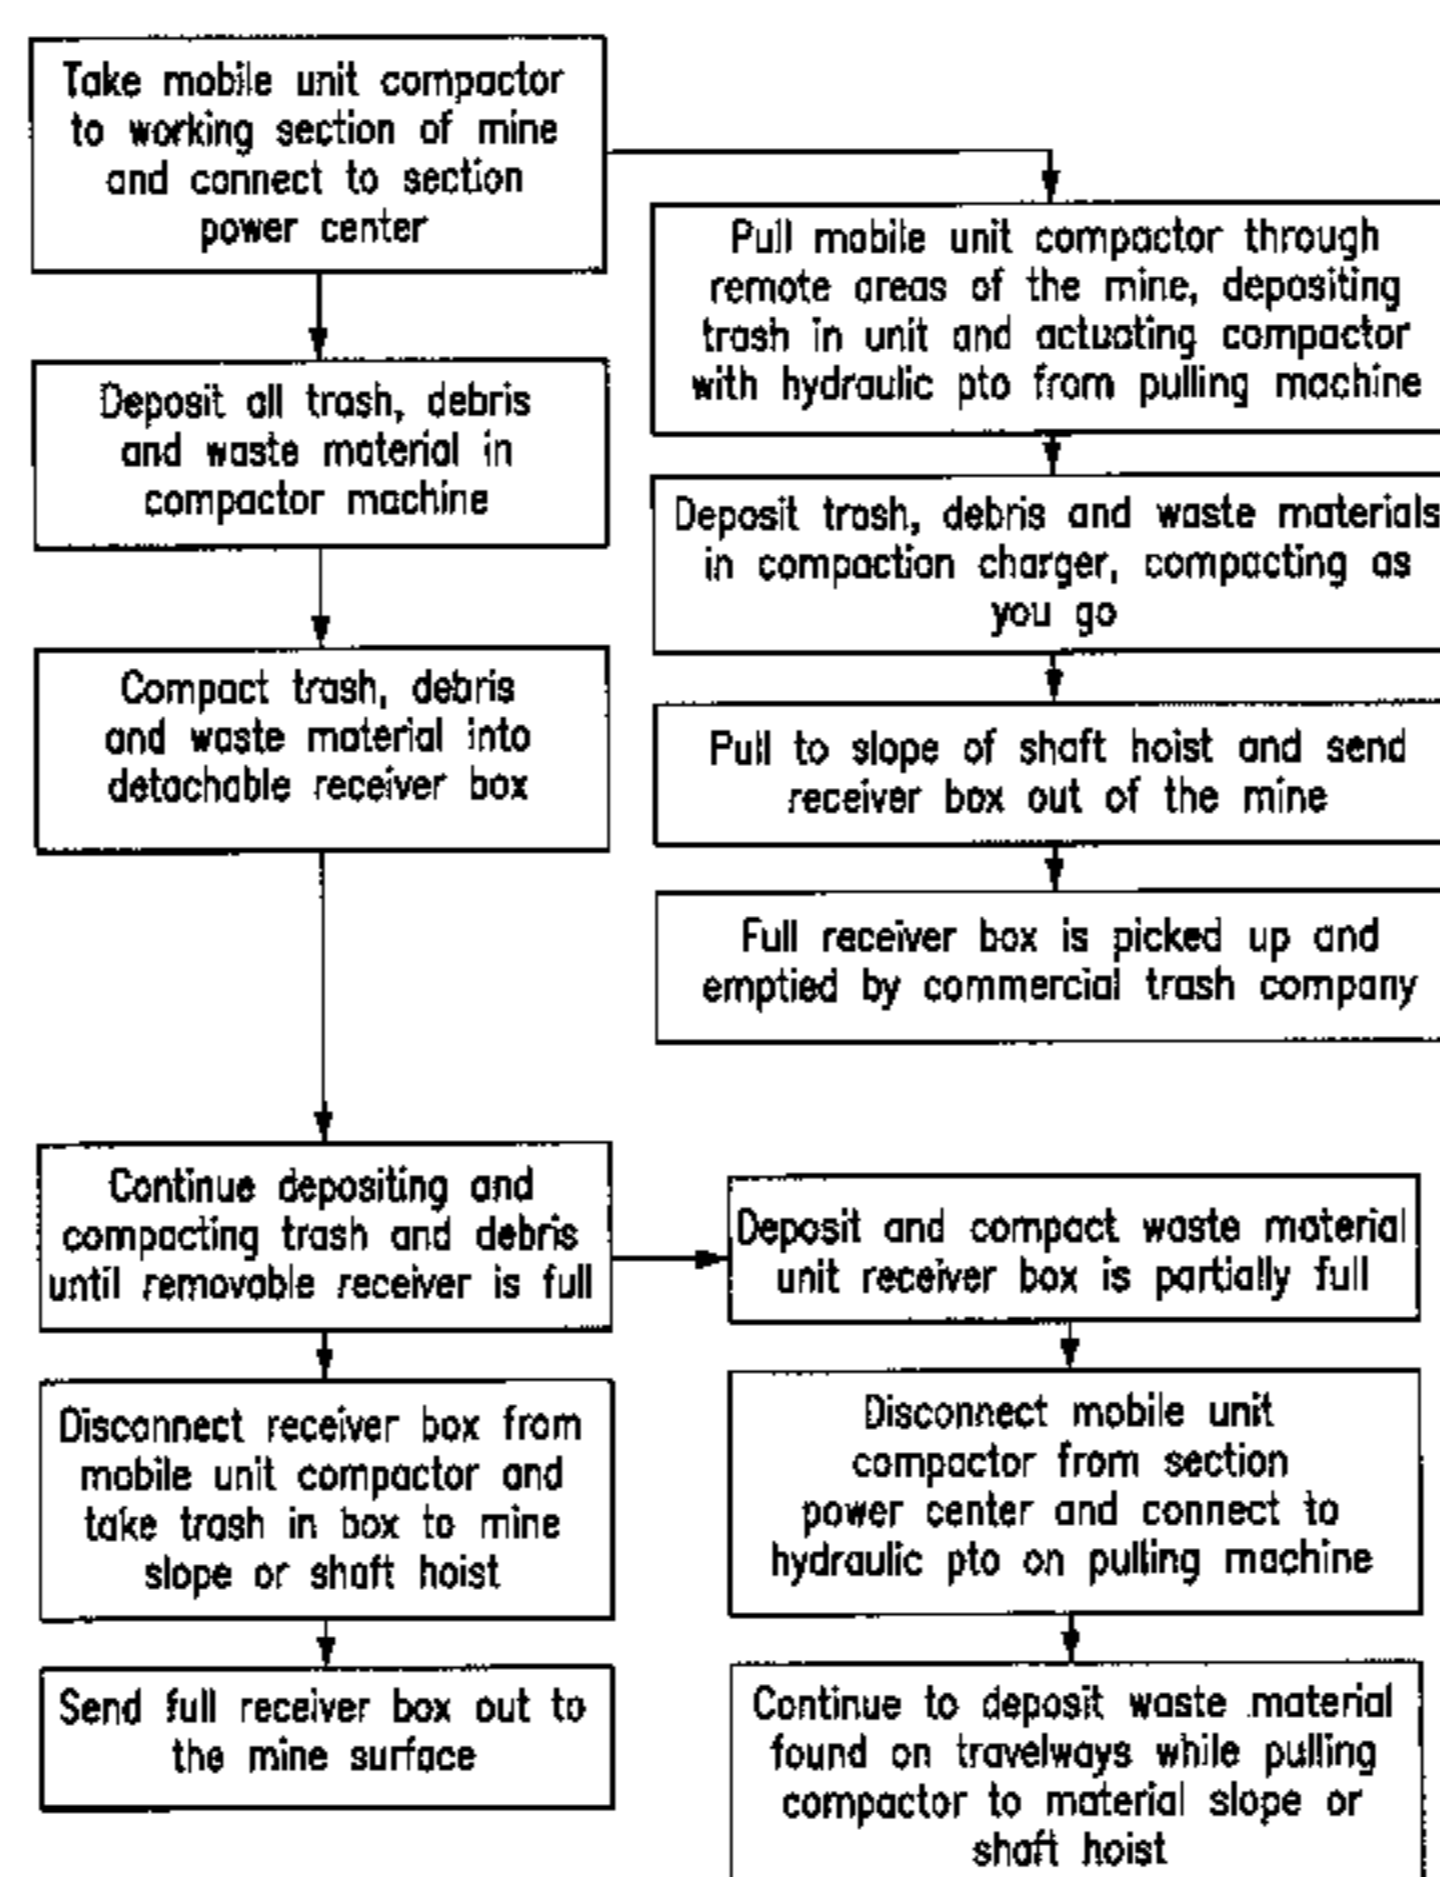 Take mobile unit compactor
to working section of mine
and connect to section
power center
Deposit all trash, debris
and waste material in
compactor machine
Compact trash, debris
and waste material into
detachable receiver box
Pull mobile unit compactor through
remote areas of the mine, depositing
trash in unit and actuating compactor
with hydraulic pto from pulling machine
Deposit trash, debris and waste materials
in compaction charger, compacting as
you go
Pull to slope of shaft hoist and send
receiver box out of the mine
Full receiver box is picked up and
emptied by commercial trash company
Continue depositing and
compacting trash and debris
until removable receiver is full
Disconnect receiver box from
mobile unit compactor and
take trash in box to mine
slope or shaft hoist
Send full receiver box out to
the mine surface
Deposit and compact waste material
unit receiver box is partially full
Disconnect mobile unit
compactor from section
power center and connect to
hydraulic pto on pulling machine
Continue to deposit waste material
found on travelways while pulling
compactor to material slope or
shaft hoist